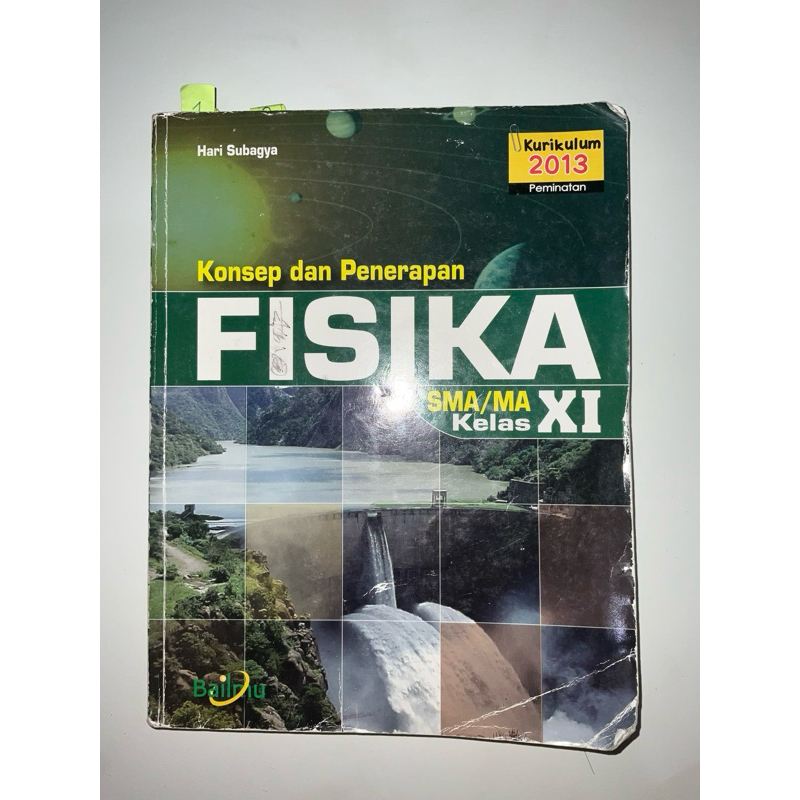 Hari Subagya
Kurikulum
2013
Peminatan
Konsep dan Penerapan
FISIKA
SMA/MA
Kelas XI
Bailmu